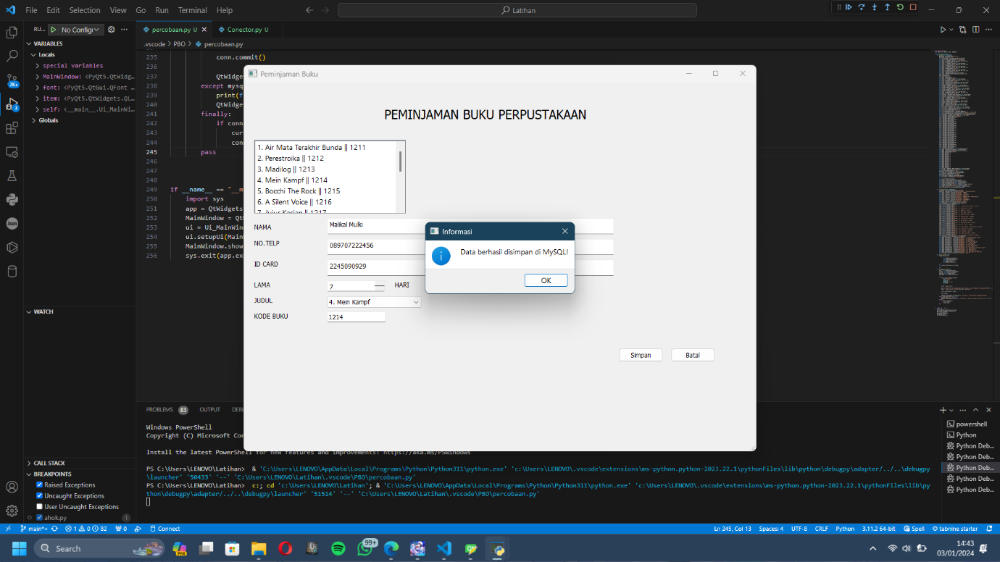 File Edit Selection View Go Run Terminal Help
Latihan
RU... No Config
percobaan.py U
Conector.py U
.vscode > PBO > percobaan.py
VARIABLES
Locals
special variables
MainWindow: <PyQt5.QtWidg...
font: <PyQt5.QtGui.QFont ...
item: <PyQt5.QtWidgets.QL...
self: <__main__.Ui_MainWi...
Globals
WATCH
CALL STACK
BREAKPOINTS
Raised Exceptions
Uncaught Exceptions
User Uncaught Exceptions
ahok.py 1
2K+
3
235 conn.commit()
236
237 QtWidge
238 except mysq
239 print(f
240 QtWidge
241 finally:
242 if conn
243 cur
244 conn
245 pass
246
247
248
249 if __name__ == "__m
250 import sys
251 app = QtWidgets
252 MainWindow = Qt
253 ui = Ui_MainWind
254 ui.setupUi(Main
255 MainWindow.show
256 sys.exit(app.ex
Peminjaman Buku
PEMINJAMAN BUKU PERPUSTAKAAN
1. Air Mata Terakhir Bunda || 1211
2. Perestroika || 1212
3. Madilog || 1213
4. Mein Kampf || 1214
5. Bocchi The Rock || 1215
6. A Silent Voice || 1216
7. Jujur Kacian || 1217
NAMA Malikal Mulki
NO.TELP 089707222456
ID CARD 2245090929
LAMA 7 HARI
JUDUL 4. Mein Kampf
KODE BUKU 1214
Simpan Batal
Informasi
Data berhasil disimpan di MySQL!
OK
PROBLEMS 83 OUTPUT DEBU
Windows PowerShell
Copyright (C) Microsoft Cor
Install the latest PowerShell for new features and improvements! https://aka.ms/PSWindows
PS C:\Users\LENOVO\Latihan> & 'C:\Users\LENOVO\AppData\Local\Programs\Python\Python311\python.exe' 'c:\Users\LENOVO\.vscode\extensions\ms-python.python-2023.22.1\pythonFiles\lib\python\debugpy\adapter/../..\debugpy
\launcher' '50433' '--' 'C:\Users\LENOVO\Latihan\.vscode\PBO\percobaan.py'
PS C:\Users\LENOVO\Latihan> c:; cd 'c:\Users\LENOVO\Latihan'; & 'C:\Users\LENOVO\AppData\Local\Programs\Python\Python311\python.exe' 'c:\Users\LENOVO\.vscode\extensions\ms-python.python-2023.22.1\pythonFiles\lib\py
thon\debugpy\adapter/../..\debugpy\launcher' '51514' '--' 'C:\Users\LENOVO\Latihan\.vscode\PBO\percobaan.py'
powershell
Python
Python Deb...
Python Deb...
Python Deb...
Python Deb...
Python Deb...
main*+ 1 0 82 0 Connect
Ln 245, Col 13 Spaces: 4 UTF-8 CRLF Python 3.11.2 64-bit Spell tabnine starter
Search
PRE
99+
14:43
03/01/2024